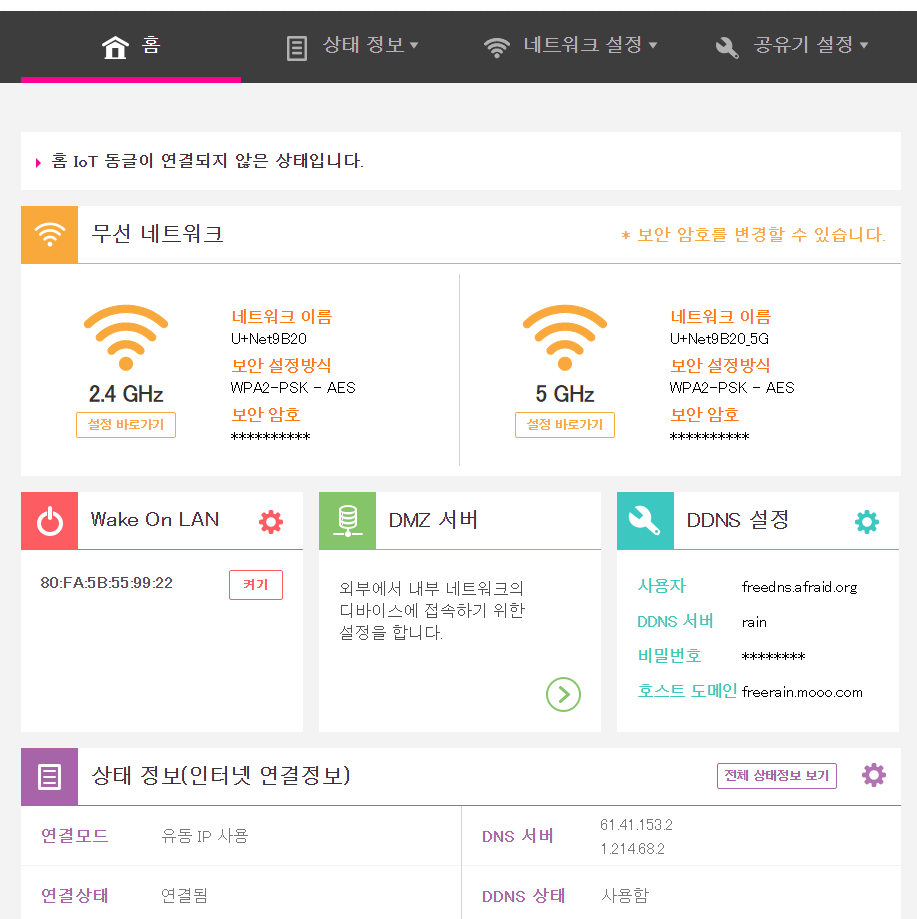 홈
상태 정보▾
네트워크 설정▾
공유기 설정▾
홈 IoT 동글이 연결되지 않은 상태입니다.
무선 네트워크
* 보안 암호를 변경할 수 있습니다.
2.4 GHz
설정 바로가기
네트워크 이름
U+Net9B20
보안 설정방식
WPA2-PSK - AES
보안 암호
**********
5 GHz
설정 바로가기
네트워크 이름
U+Net9B20_5G
보안 설정방식
WPA2-PSK - AES
보안 암호
**********
Wake On LAN
80:FA:5B:55:99:22 켜기
DMZ 서버
외부에서 내부 네트워크의
디바이스에 접속하기 위한
설정을 합니다.
DDNS 설정
사용자 freedns.afraid.org
DDNS 서버 rain
비밀번호 ********
호스트 도메인 freerain.mooo.com
상태 정보(인터넷 연결정보)
전체 상태정보 보기
연결모드 유동 IP 사용
DNS 서버 61.41.153.2
1.214.68.2
연결상태 연결됨
DDNS 상태 사용함